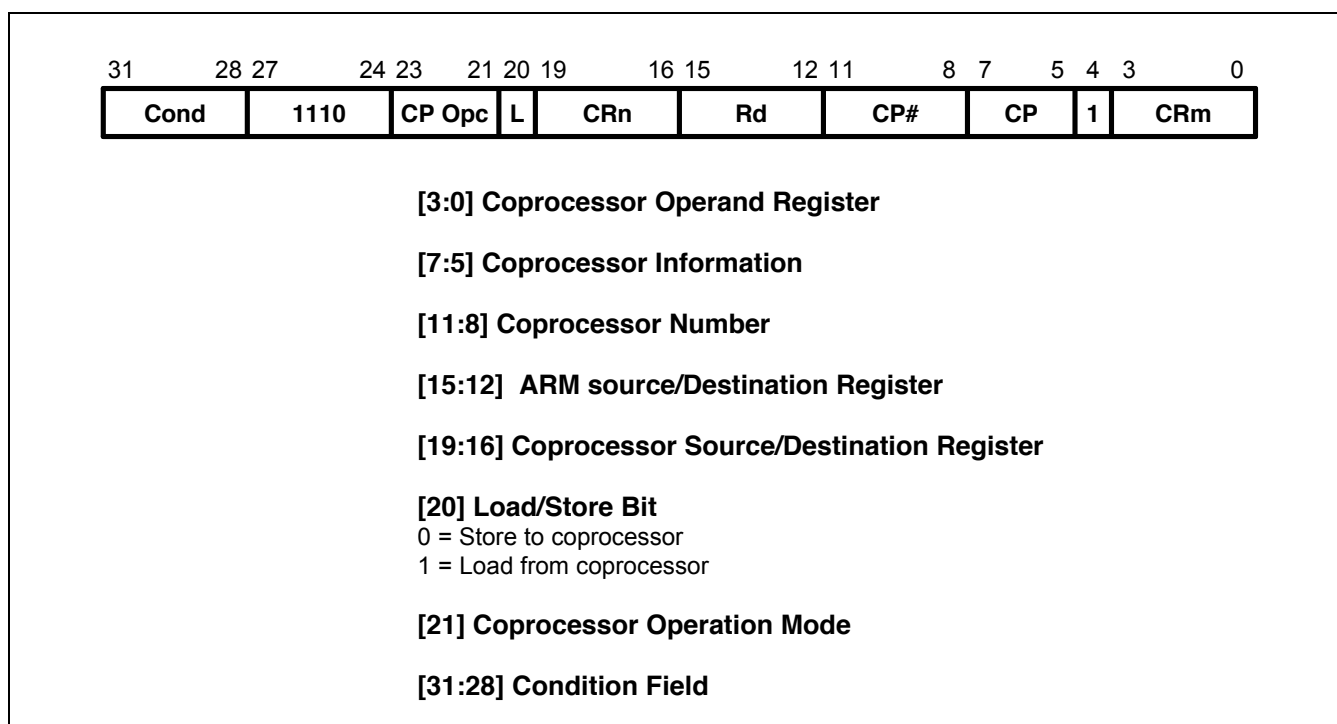 31 28 27 24 23 21 20 19 16 15 12 11 8 7 5 4 3 0
Cond 1110 CP Opc L CRn Rd CP# CP 1 CRm
[3:0] Coprocessor Operand Register
[7:5] Coprocessor Information
[11:8] Coprocessor Number
[15:12] ARM source/Destination Register
[19:16] Coprocessor Source/Destination Register
[20] Load/Store Bit
0 = Store to coprocessor
1 = Load from coprocessor
[21] Coprocessor Operation Mode
[31:28] Condition Field